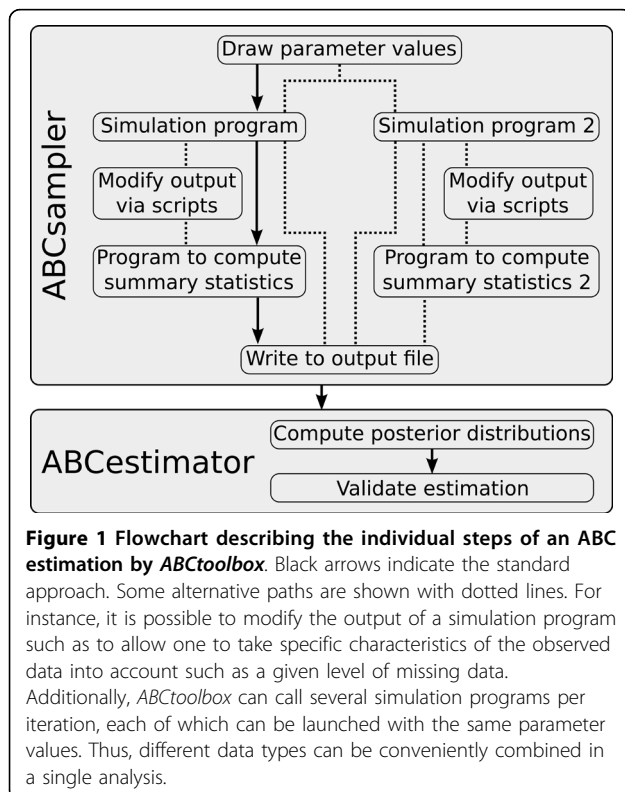 ABCsampler
Draw parameter values
Simulation program
Simulation program 2
Modify output
via scripts
Modify output
via scripts
Program to compute
summary statistics
Program to compute
summary statistics 2
Write to output file
ABCestimator
Compute posterior distributions
Validate estimation
Figure 1 Flowchart describing the individual steps of an ABC
estimation by ABCtoolbox. Black arrows indicate the standard
approach. Some alternative paths are shown with dotted lines. For
instance, it is possible to modify the output of a simulation program
such as to allow one to take specific characteristics of the observed
data into account such as a given level of missing data.
Additionally, ABCtoolbox can call several simulation programs per
iteration, each of which can be launched with the same parameter
values. Thus, different data types can be conveniently combined in
a single analysis.